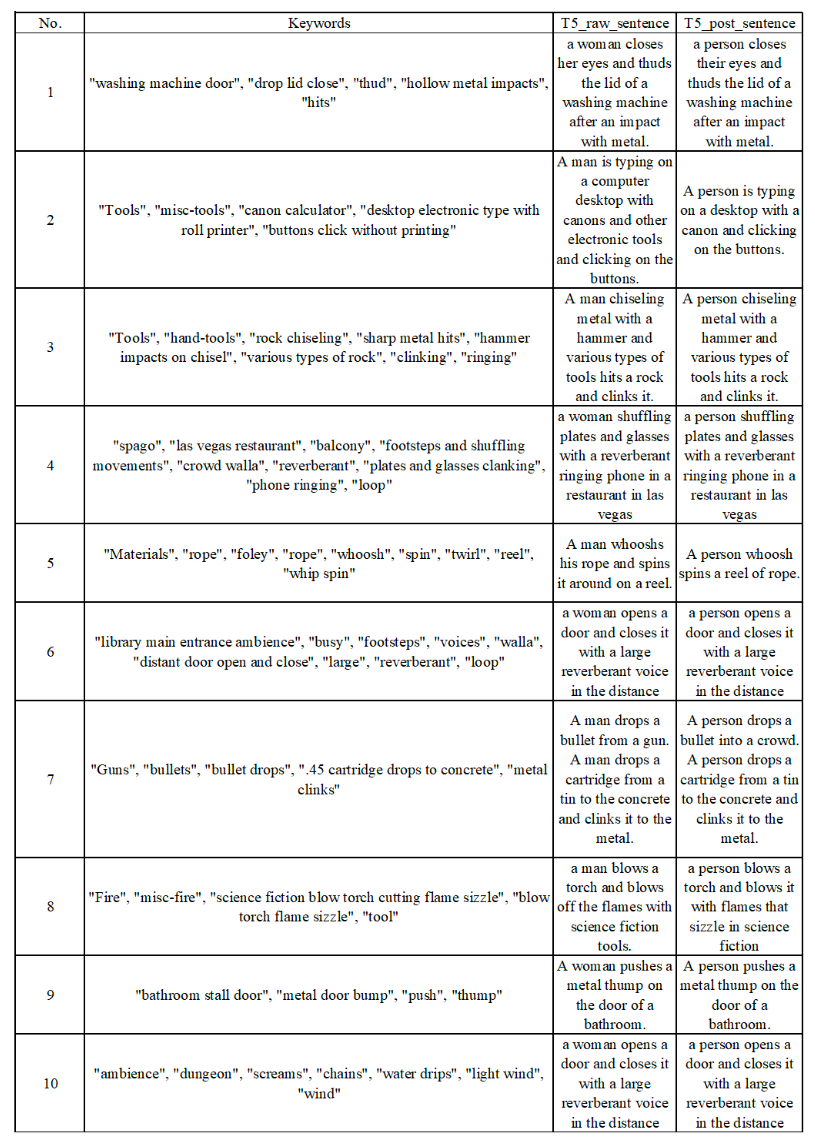 No.
Keywords
T5_raw_sentence
T5_post_sentence
1
"washing machine door", "drop lid close", "thud", "hollow metal impacts",
"hits"
a woman closes
her eyes and thuds
the lid of a
washing machine
after an impact
with metal.
a person closes
their eyes and
thuds the lid of a
washing machine
after an impact
with metal.
2
"Tools", "misc-tools", "canon calculator", "desktop electronic type with
roll printer", "buttons click without printing"
A man is typing on
a computer
desktop with
canons and other
electronic tools
and clicking on the
buttons.
A person is typing
on a desktop with a
canon and clicking
on the buttons.
3
"Tools", "hand-tools", "rock chiseling", "sharp metal hits", "hammer
impacts on chisel", "various types of rock", "clinking", "ringing"
A man chiseling
metal with a
hammer and
various types of
tools hits a rock
and clinks it.
A person chiseling
metal with a
hammer and
various types of
tools hits a rock
and clinks it.
4
"spago", "las vegas restaurant", "balcony", "footsteps and shuffling
movements", "crowd walla", "reverberant", "plates and glasses clanking",
"phone ringing", "loop"
a woman shuffling
plates and glasses
with a reverberant
ringing phone in a
restaurant in las
vegas
a person shuffling
plates and glasses
with a reverberant
ringing phone in a
restaurant in las
vegas
5
"Materials", "rope", "foley", "rope", "whoosh", "spin", "twirl", "reel",
"whip spin"
A man whooshs
his rope and spins
it around on a reel.
A person whoosh
spins a reel of rope.
6
"library main entrance ambience", "busy", "footsteps", "voices", "walla",
"distant door open and close", "large", "reverberant", "loop"
a woman opens a
door and closes it
with a large
reverberant voice
in the distance
a person opens a
door and closes it
with a large
reverberant voice
in the distance
7
"Guns", "bullets", "bullet drops", ".45 cartridge drops to concrete", "metal
clinks"
A man drops a
bullet from a gun.
A man drops a
cartridge from a
tin to the concrete
and clinks it to the
metal.
A person drops a
bullet into a crowd.
A person drops a
cartridge from a tin
to the concrete and
clinks it to the
metal.
8
"Fire", "misc-fire", "science fiction blow torch cutting flame sizzle", "blow
torch flame sizzle", "tool"
a man blows a
torch and blows
off the flames with
science fiction
tools.
a person blows a
torch and blows it
with flames that
sizzle in science
fiction
9
"bathroom stall door", "metal door bump", "push", "thump"
A woman pushes a
metal thump on
the door of a
bathroom.
A person pushes a
metal thump on the
door of a
bathroom.
10
"ambience", "dungeon", "screams", "chains", "water drips", "light wind",
"wind"
a woman opens a
door and closes it
with a large
reverberant voice
in the distance
a person opens a
door and closes it
with a large
reverberant voice
in the distance